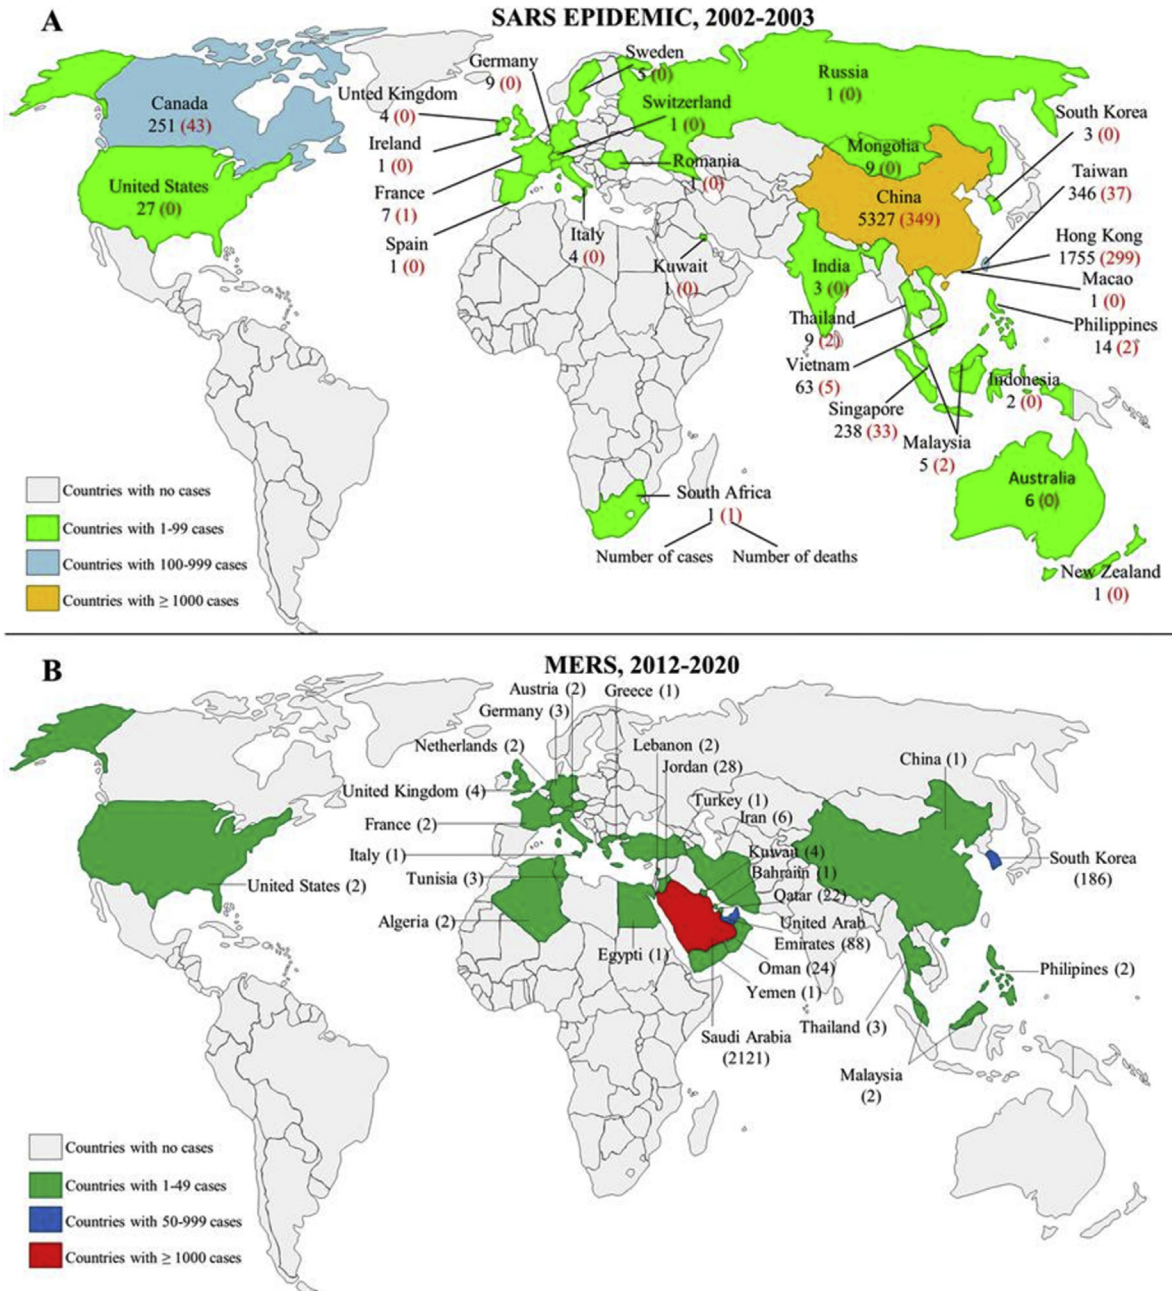 A
SARS EPIDEMIC, 2002-2003
Canada
251 (43)
United States
27 (0)
Germany
9 (0)
Sweden
5 (0)
United Kingdom
4 (0)
Switzerland
1 (0)
Ireland
1 (0)
France
7 (1)
Spain
1 (0)
Italy
4 (0)
Romania
1 (0)
Kuwait
1 (0)
Russia
1 (0)
Mongolia
9 (0)
China
5327 (349)
South Korea
3 (0)
Taiwan
346 (37)
Hong Kong
1755 (299)
Macao
1 (0)
Philippines
14 (2)
India
3 (0)
Thailand
9 (2)
Vietnam
63 (5)
Singapore
238 (33)
Malaysia
5 (2)
Indonesia
2 (0)
Australia
6 (0)
New Zealand
1 (0)
South Africa
1 (1)
Number of cases
Number of deaths
Countries with no cases
Countries with 1-99 cases
Countries with 100-999 cases
Countries with ≥ 1000 cases
B
MERS, 2012-2020
Austria (2)
Greece (1)
Germany (3)
Netherlands (2)
Lebanon (2)
Jordan (28)
China (1)
United Kingdom (4)
Turkey (1)
Iran (6)
France (2)
Italy (1)
Kuwait (4)
South Korea
(186)
Tunisia (3)
Bahrainn (1)
United States (2)
Qatar (22)
Algeria (2)
United Arab
Emirates (88)
Egypti (1)
Oman (24)
Philipines (2)
Yemen (1)
Thailand (3)
Saudi Arabia
(2121)
Malaysia
(2)
Countries with no cases
Countries with 1-49 cases
Countries with 50-999 cases
Countries with ≥ 1000 cases